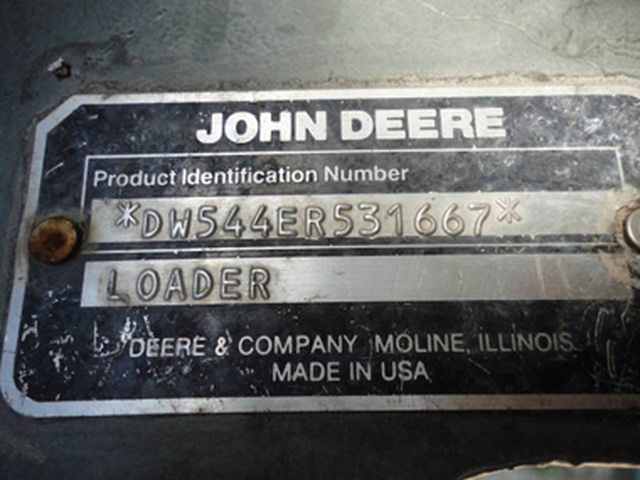 JOHN DEERE
Product Identification Number
*DW544ER531667*
LOADER
DEERE & COMPANY MOLINE, ILLINOIS
MADE IN USA